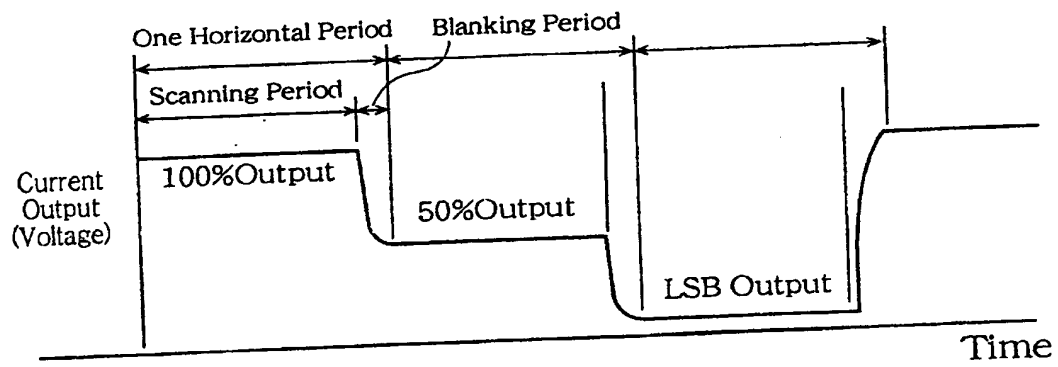 One Horizontal Period
Blanking Period
Scanning Period
100%Output
Current
Output
(Voltage)
50%Output
LSB Output
Time